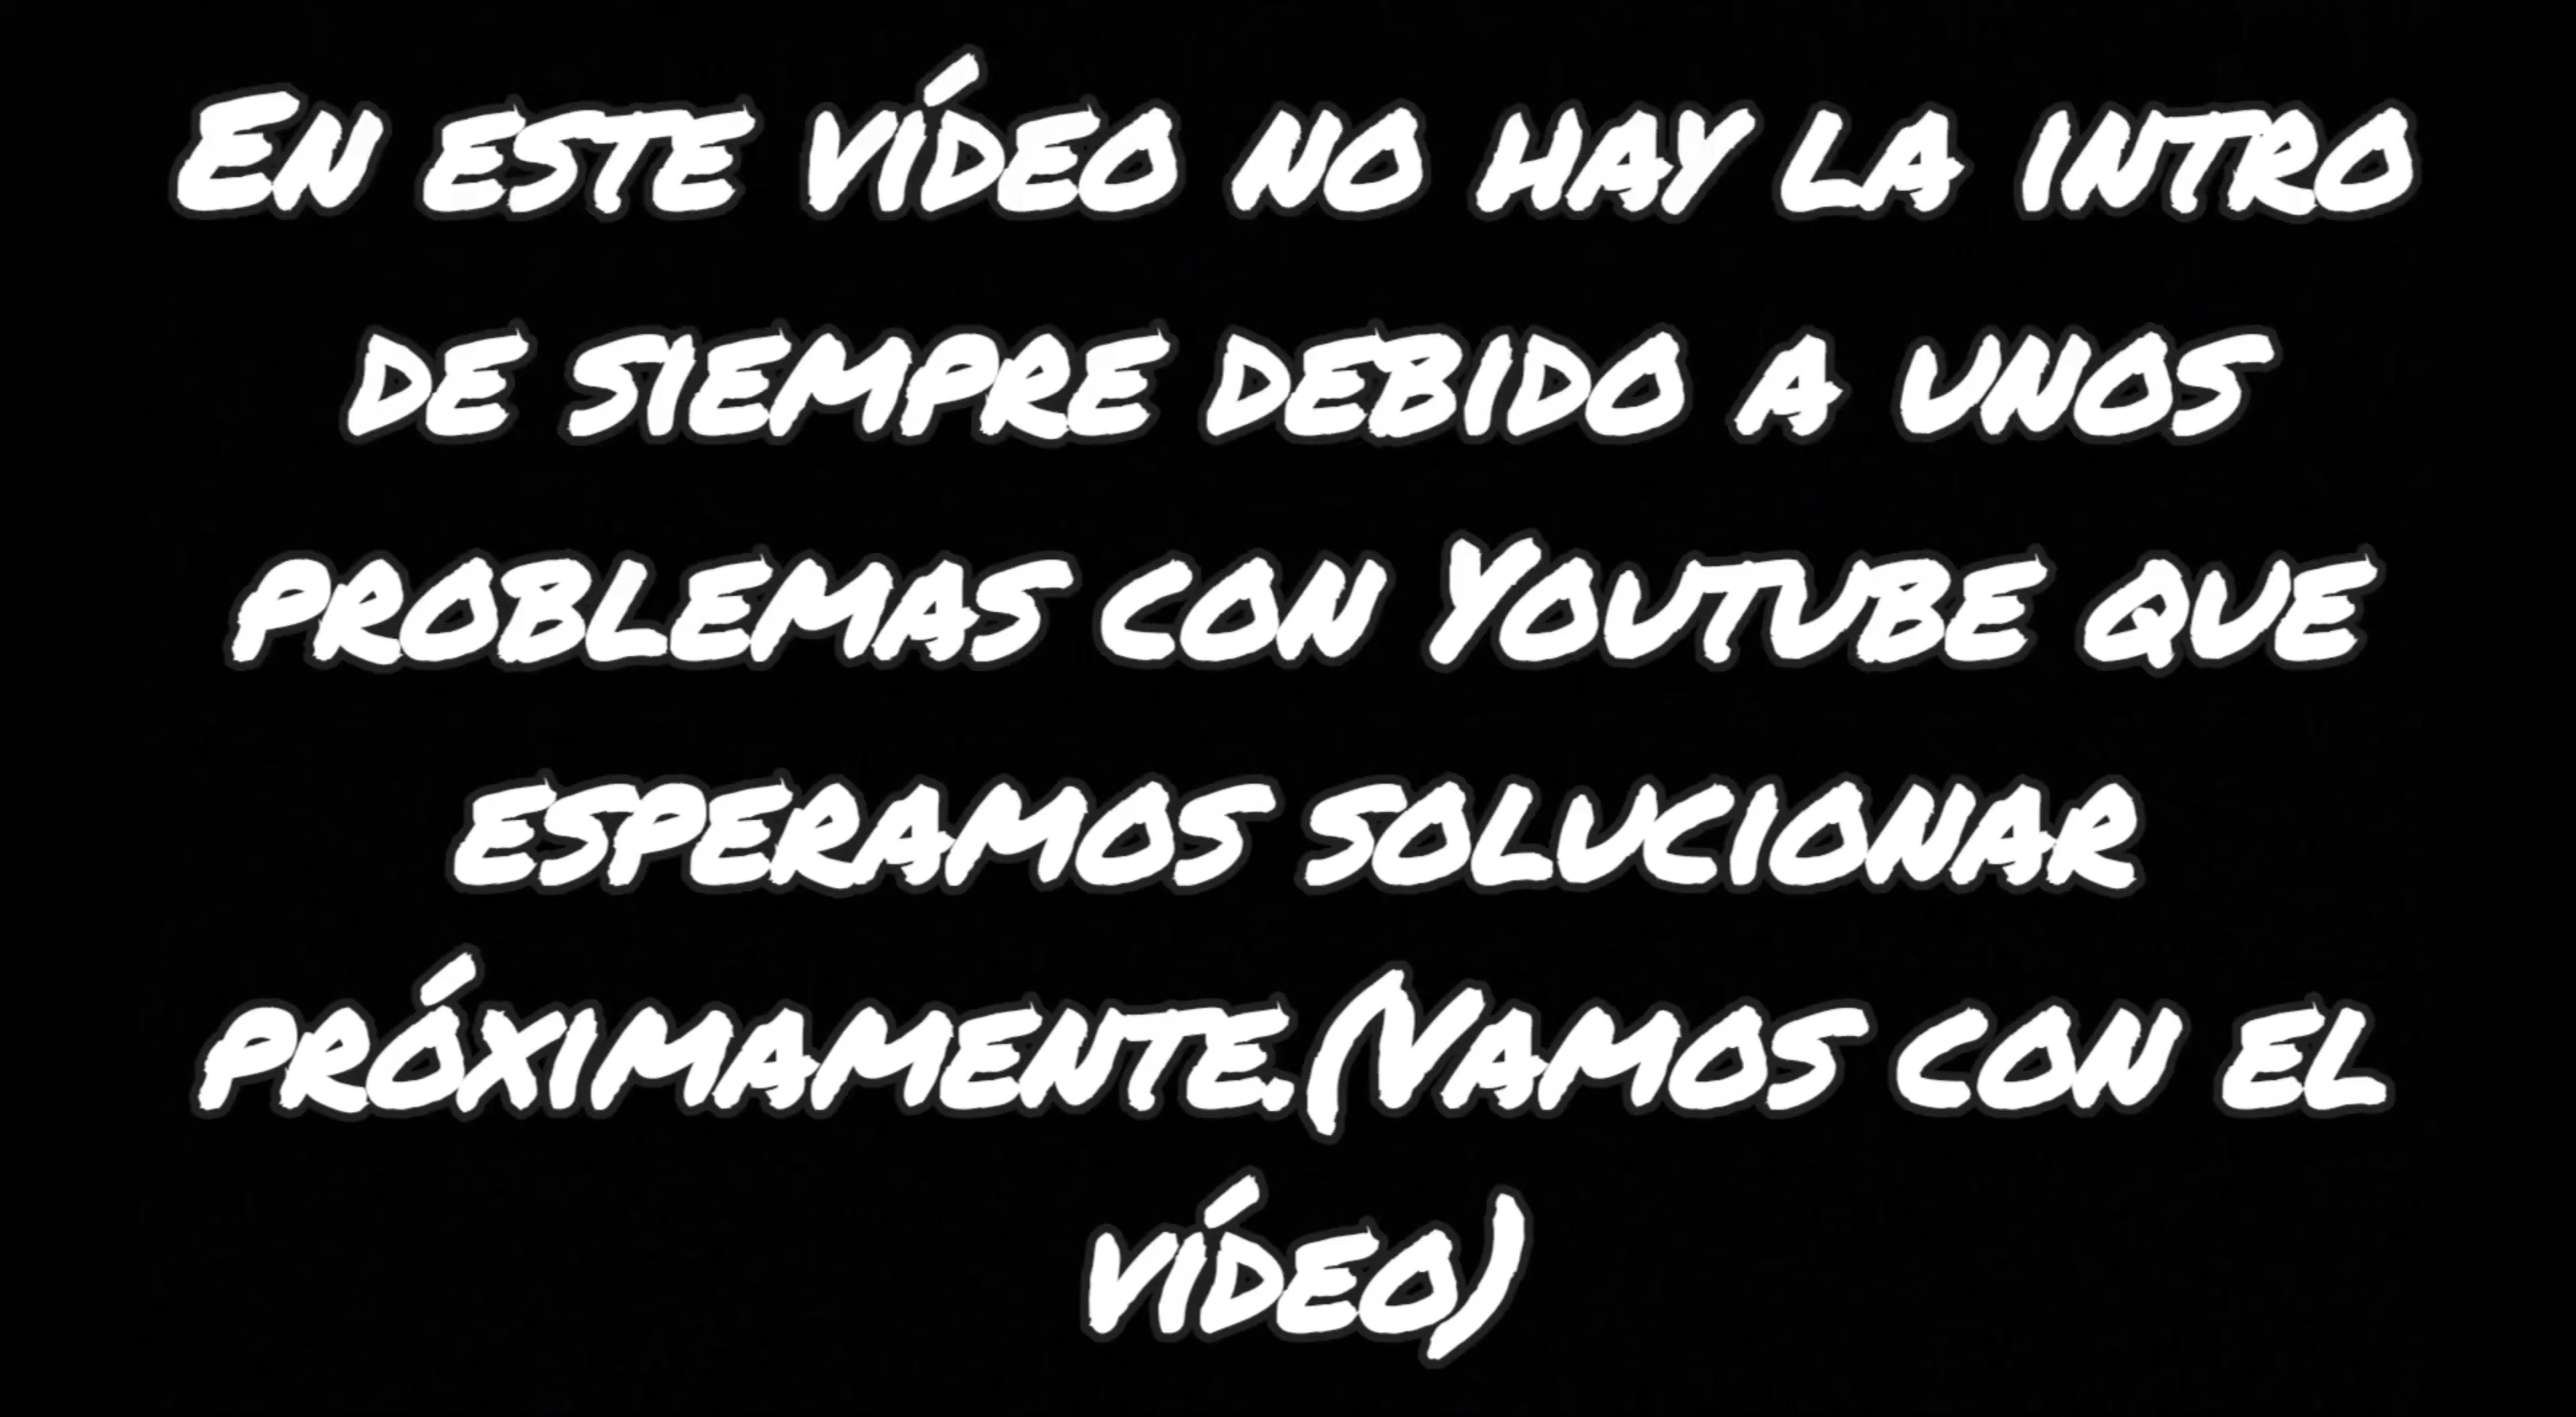 En este vídeo no hay la intro
de siempre debido a unos
problemas con Youtube que
esperamos solucionar
próximamente.(Vamos con el
vídeo)